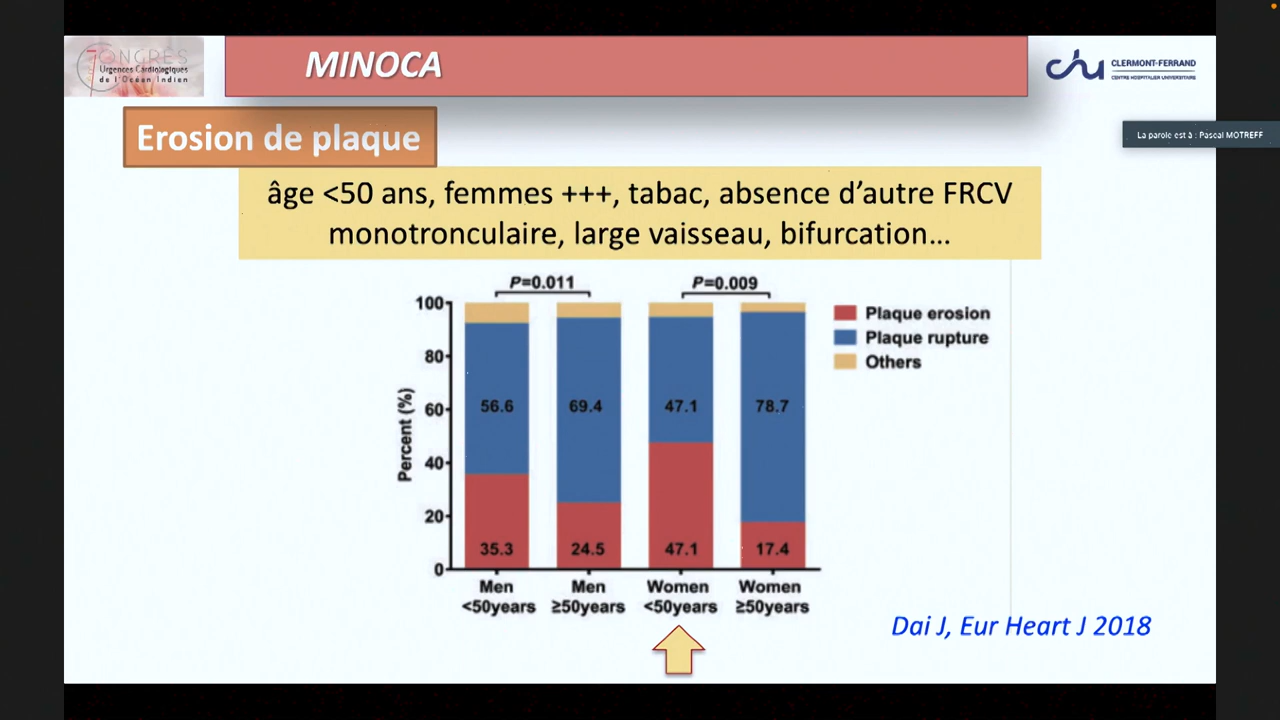 CONGRÈS
Urgences Cardiologiques
de l'Océan Indien
MINOCA
chu
CLERMONT-FERRAND
CENTRE HOSPITALIER UNIVERSITAIRE
La parole est à : Pascal MOTREFF
Erosion de plaque
âge <50 ans, femmes +++, tabac, absence d'autre FRCV
monotronculaire, large vaisseau, bifurcation...
P=0.011
P=0.009
Percent (%)
100
80
60
40
20
0
56.6
69.4
47.1
78.7
35.3
24.5
47.1
17.4
Men
<50years
Men
≥50years
Women
<50years
Women
≥50years
Plaque erosion
Plaque rupture
Others
Dai J, Eur Heart J 2018